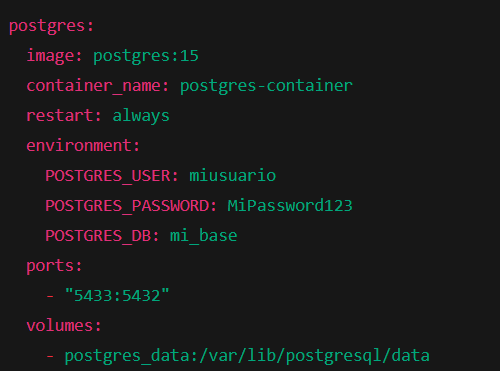 postgres:
  image: postgres:15
  container_name: postgres-container
  restart: always
  environment:
    POSTGRES_USER: miusuario
    POSTGRES_PASSWORD: MiPassword123
    POSTGRES_DB: mi_base
  ports:
    - "5433:5432"
  volumes:
    - postgres_data:/var/lib/postgresql/data